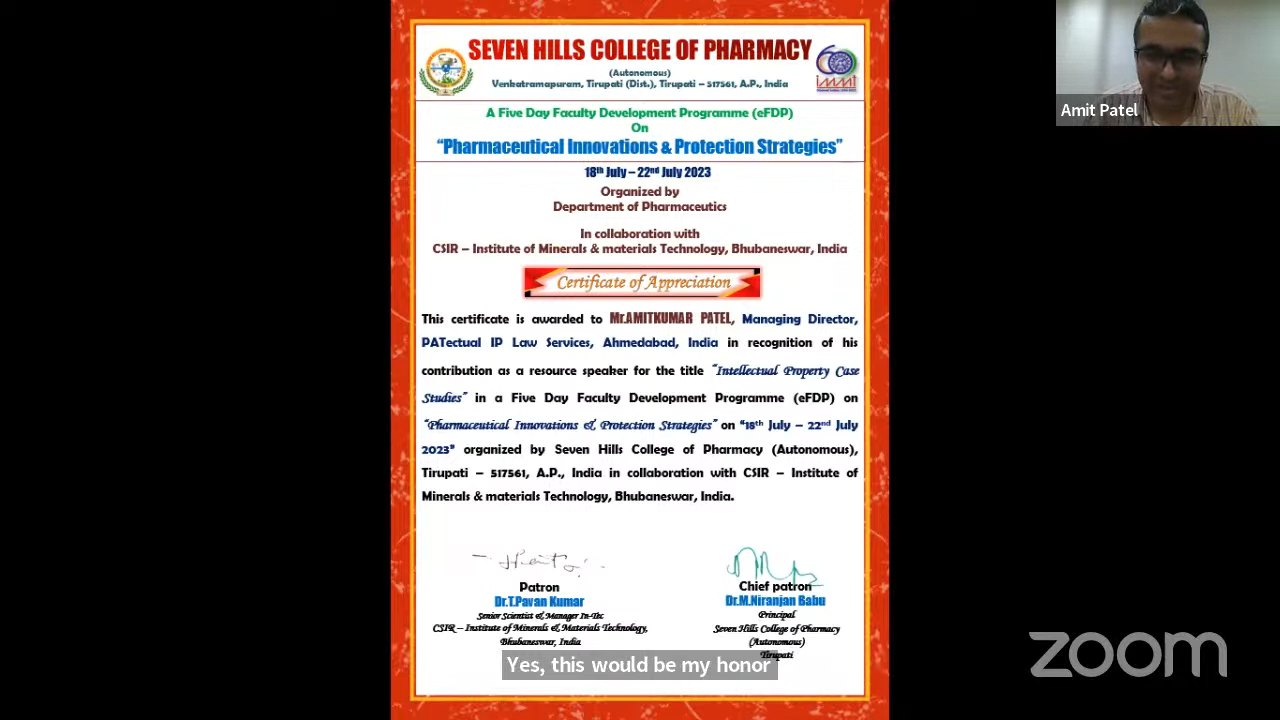 SEVEN HILLS COLLEGE OF PHARMACY
(Autonomous)
Venkatramapuram, Tirupati (Dist.), Tirupati – 517561, A.P., India
A Five Day Faculty Development Programme (eFDP)
On
“Pharmaceutical Innovations & Protection Strategies”
18th July – 22nd July 2023
Organized by
Department of Pharmaceutics
In collaboration with
CSIR – Institute of Minerals & materials Technology, Bhubaneswar, India
Certificate of Appreciation
This certificate is awarded to Mr.AMITKUMAR PATEL, Managing Director,
PATectual IP Law Services, Ahmedabad, India in recognition of his
contribution as a resource speaker for the title “Intellectual Property Case
Studies” in a Five Day Faculty Development Programme (eFDP) on
“Pharmaceutical Innovations & Protection Strategies” on “18th July – 22nd July
2023” organized by Seven Hills College of Pharmacy (Autonomous),
Tirupati – 517561, A.P., India in collaboration with CSIR – Institute of
Minerals & materials Technology, Bhubaneswar, India.
Patron
Dr.T.Pavan Kumar
Senior Scientist & Manager In-Tbi
CSIR – Institute of Minerals & Materials Technology,
Bhubaneswar, India
Chief patron
Dr.M.Niranjan Babu
Principal
Seven Hills College of Pharmacy
(Autonomous)
Tirupati
Yes, this would be my honor
Amit Patel
zoom